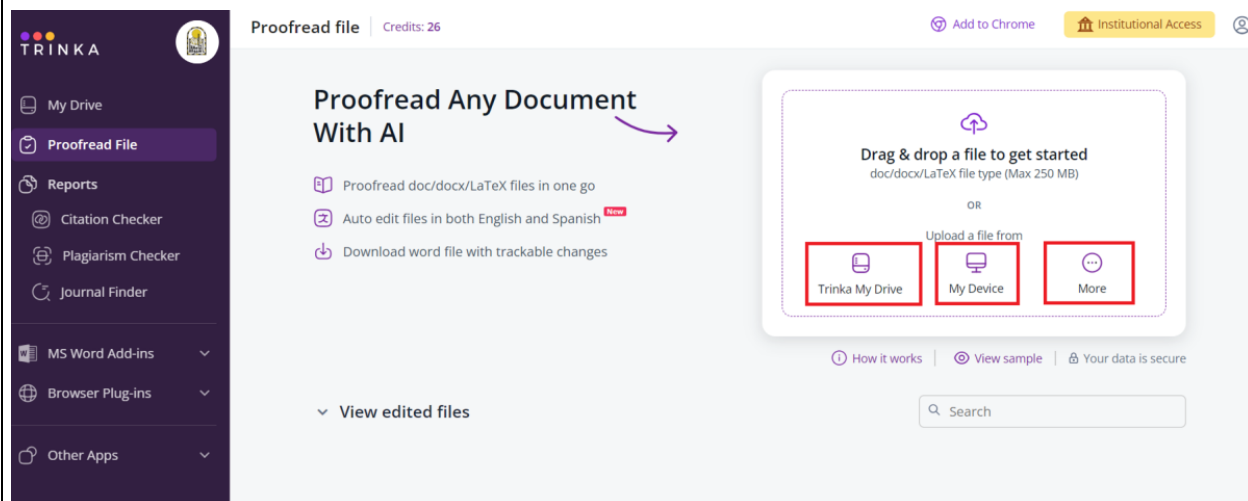 TRINKA
My Drive
Proofread File
Reports
Citation Checker
Plagiarism Checker
Journal Finder
MS Word Add-ins
Browser Plug-ins
Other Apps
Proofread file
Credits: 26
Add to Chrome
Institutional Access
Proofread Any Document
With AI
Proofread doc/docx/LaTeX files in one go
Auto edit files in both English and Spanish New
Download word file with trackable changes
Drag & drop a file to get started
doc/docx/LaTeX file type (Max 250 MB)
OR
Upload a file from
Trinka My Drive
My Device
More
How it works
View sample
Your data is secure
View edited files
Search